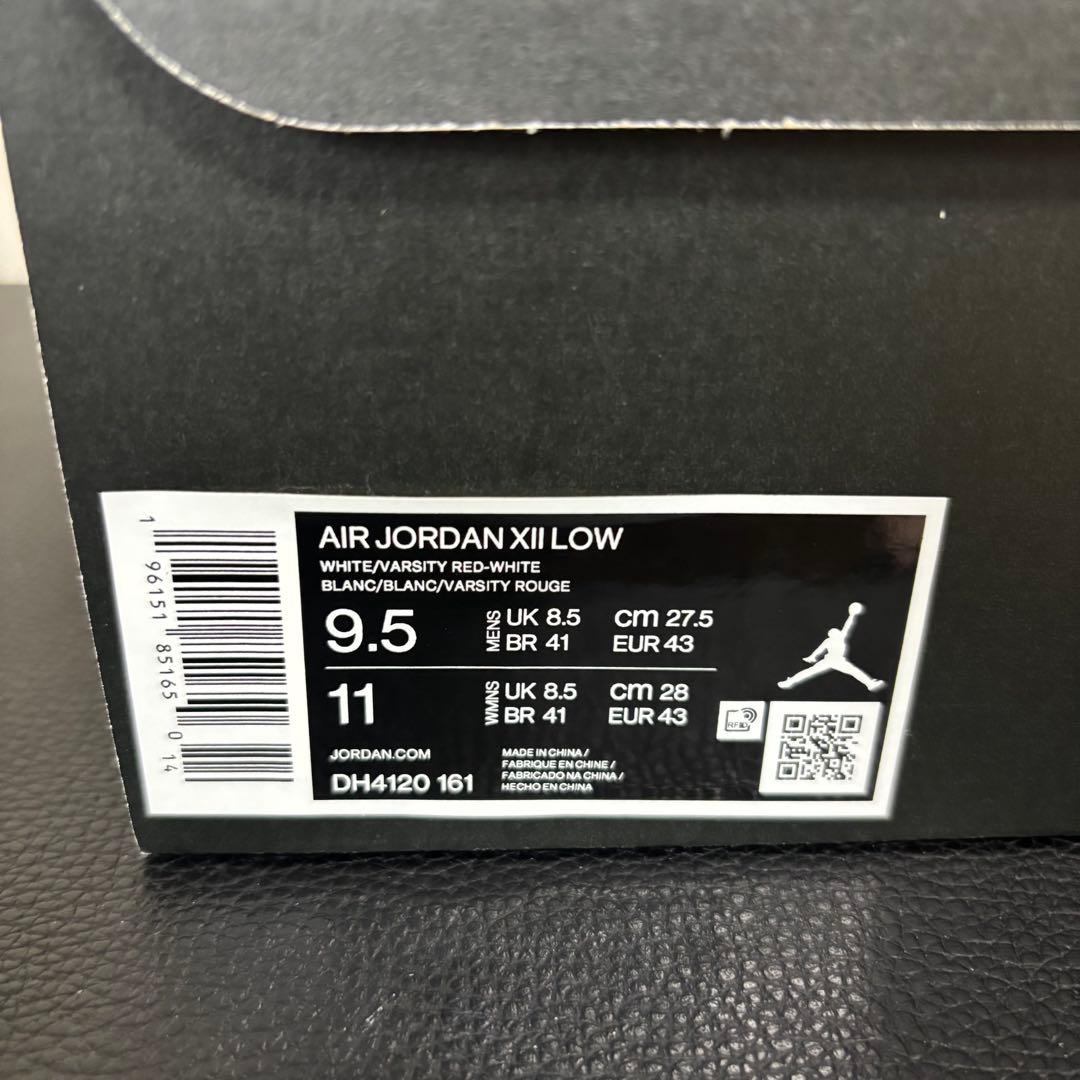 1 96151 85165 0 14
AIR JORDAN XII LOW
WHITE/VARSITY RED-WHITE
BLANC/BLANC/VARSITY ROUGE
9.5 MENS UK 8.5 cm 27.5
BR 41 EUR 43
11 WMNS UK 8.5 cm 28
BR 41 EUR 43
RFID
JORDAN.COM
DH4120 161
MADE IN CHINA /
FABRIQUE EN CHINE /
FABRICADO NA CHINA /
HECHO EN CHINA